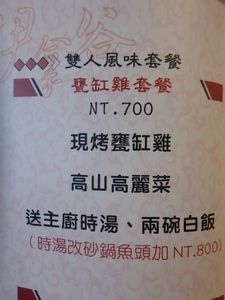 雙人風味套餐
甕缸雞套餐
NT.700
現烤甕缸雞
高山高麗菜
送主廚時湯、兩碗白飯
（時湯改砂鍋魚頭加NT.800）